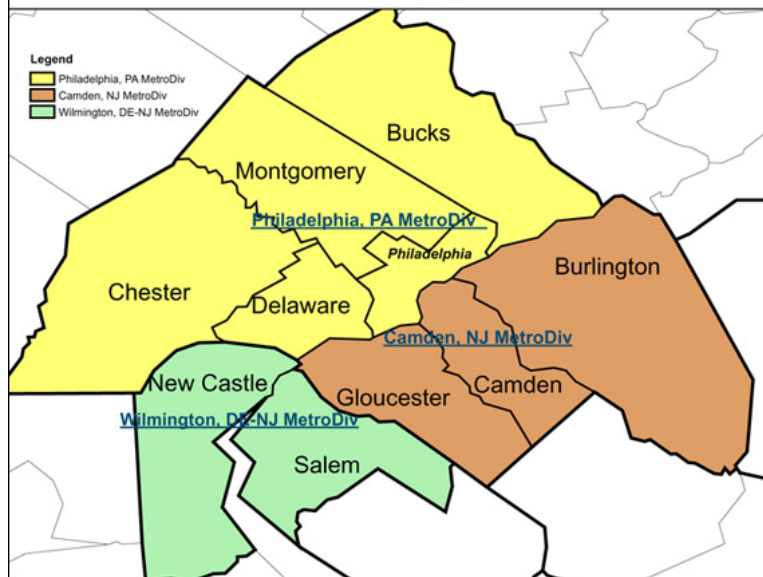 Legend
Philadelphia, PA MetroDiv
Camden, NJ MetroDiv
Wilmington, DE-NJ MetroDiv
Bucks
Montgomery
Philadelphia, PA MetroDiv
Philadelphia
Burlington
Chester
Delaware
Camden, NJ MetroDiv
New Castle
Gloucester
Camden
Wilmington, DE-NJ MetroDiv
Salem